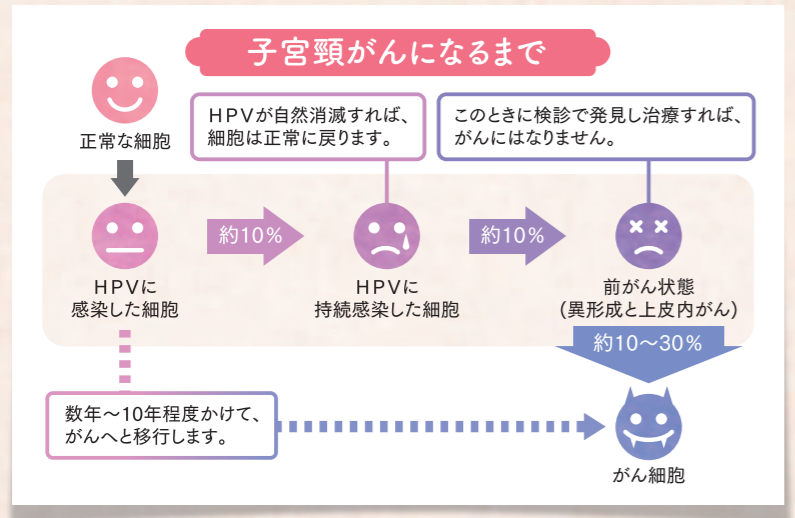 子宮頸がんになるまで
正常な細胞
HPVが自然消滅すれば、
細胞は正常に戻ります。
このときに検診で発見し治療すれば、
がんにはなりません。
約10%
約10%
HPVに
感染した細胞
HPVに
持続感染した細胞
前がん状態
(異形成と上皮内がん)
約10〜30%
数年〜10年程度かけて、
がんへと移行します。
がん細胞